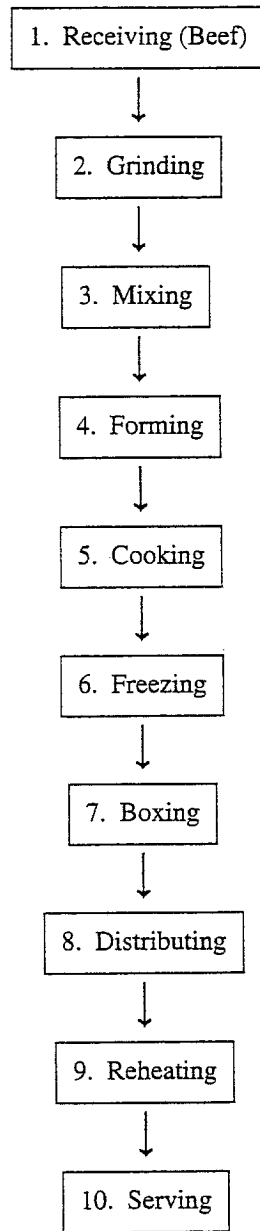 1. Receiving (Beef)
2. Grinding
3. Mixing
4. Forming
5. Cooking
6. Freezing
7. Boxing
8. Distributing
9. Reheating
10. Serving